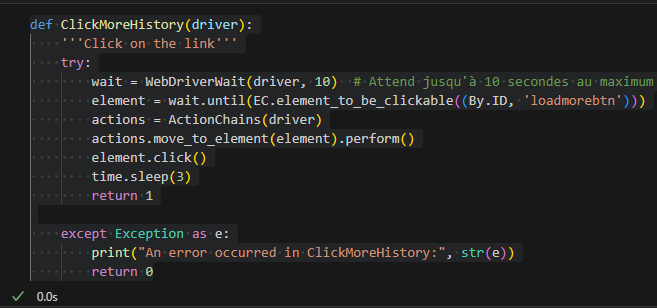 def ClickMoreHistory(driver):
    '''Click on the link'''
    try:
        wait = WebDriverWait(driver, 10)  # Attend jusqu'à 10 secondes au maximum
        element = wait.until(EC.element_to_be_clickable((By.ID, 'loadmorebtn')))
        actions = ActionChains(driver)
        actions.move_to_element(element).perform()
        element.click()
        time.sleep(3)
        return 1

    except Exception as e:
        print("An error occurred in ClickMoreHistory:", str(e))
        return 0
✓ 0.0s